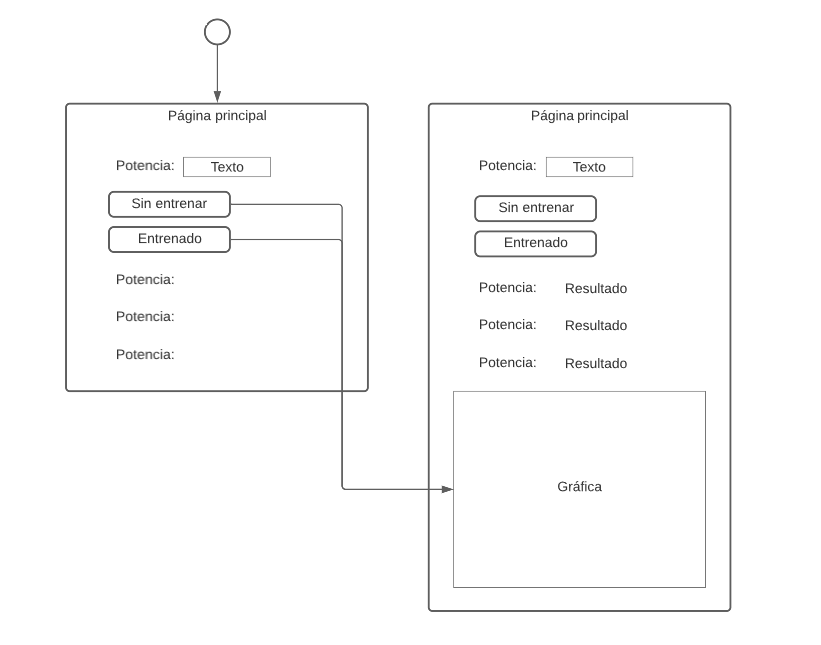 Página principal
Potencia: Texto
Sin entrenar
Entrenado
Potencia:
Potencia:
Potencia:
Página principal
Potencia: Texto
Sin entrenar
Entrenado
Potencia: Resultado
Potencia: Resultado
Potencia: Resultado
Gráfica